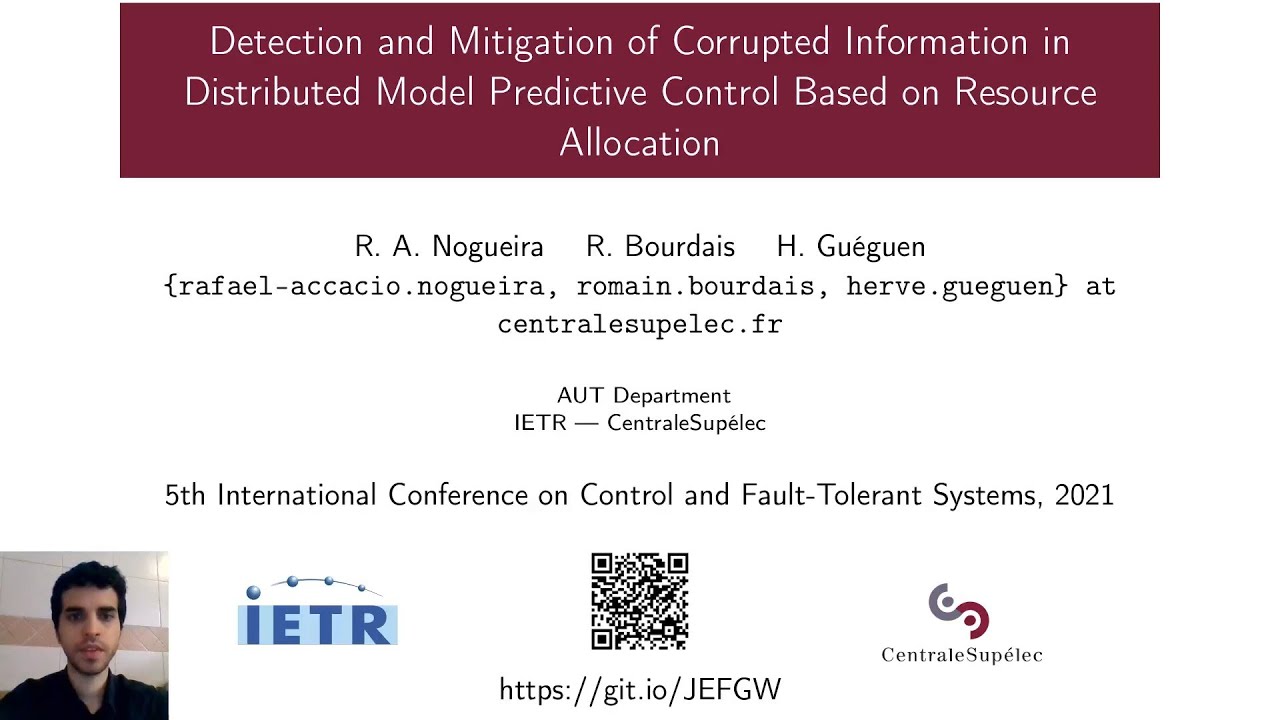 Detection and Mitigation of Corrupted Information in
Distributed Model Predictive Control Based on Resource
Allocation
R. A. Nogueira R. Bourdais H. Guéguen
{rafael-accacio.nogueira, romain.bourdais, herve.gueguen} at
centralesupelec.fr
AUT Department
IETR — CentraleSupélec
5th International Conference on Control and Fault-Tolerant Systems, 2021
iETR
CentraleSupélec
https://git.io/JEFGW